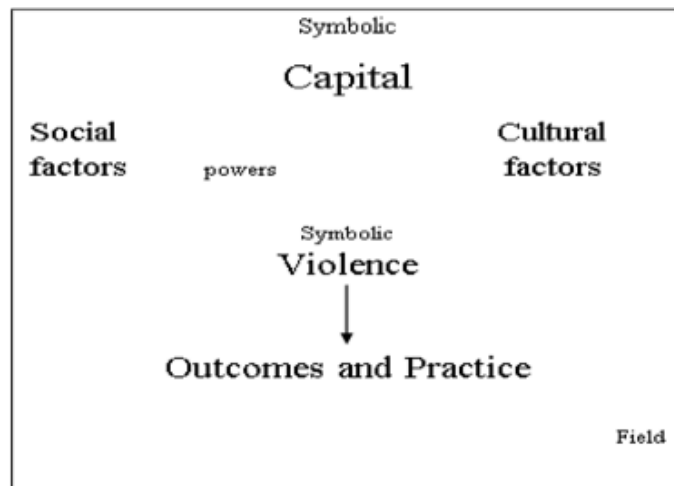 Symbolic
Capital
Social
factors
powers
Cultural
factors
Symbolic
Violence
Outcomes and Practice
Field